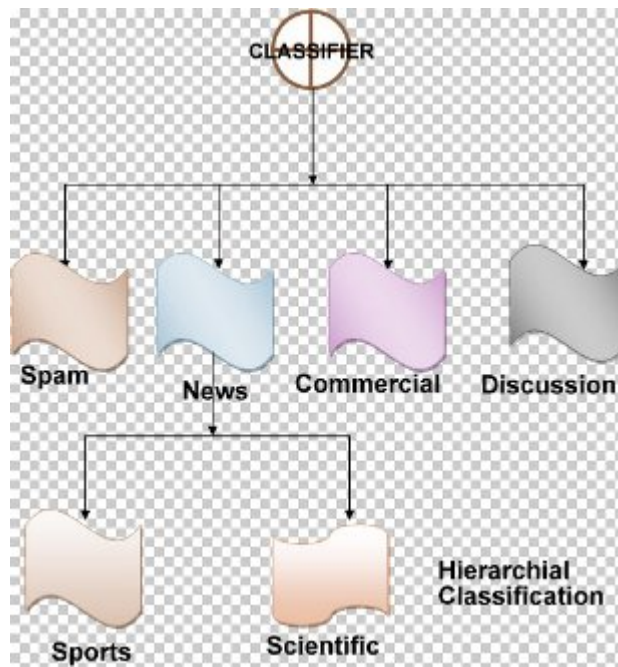 CLASSIFIER
Spam
News
Commercial
Discussion
Sports
Scientific
Hierarchial
Classification